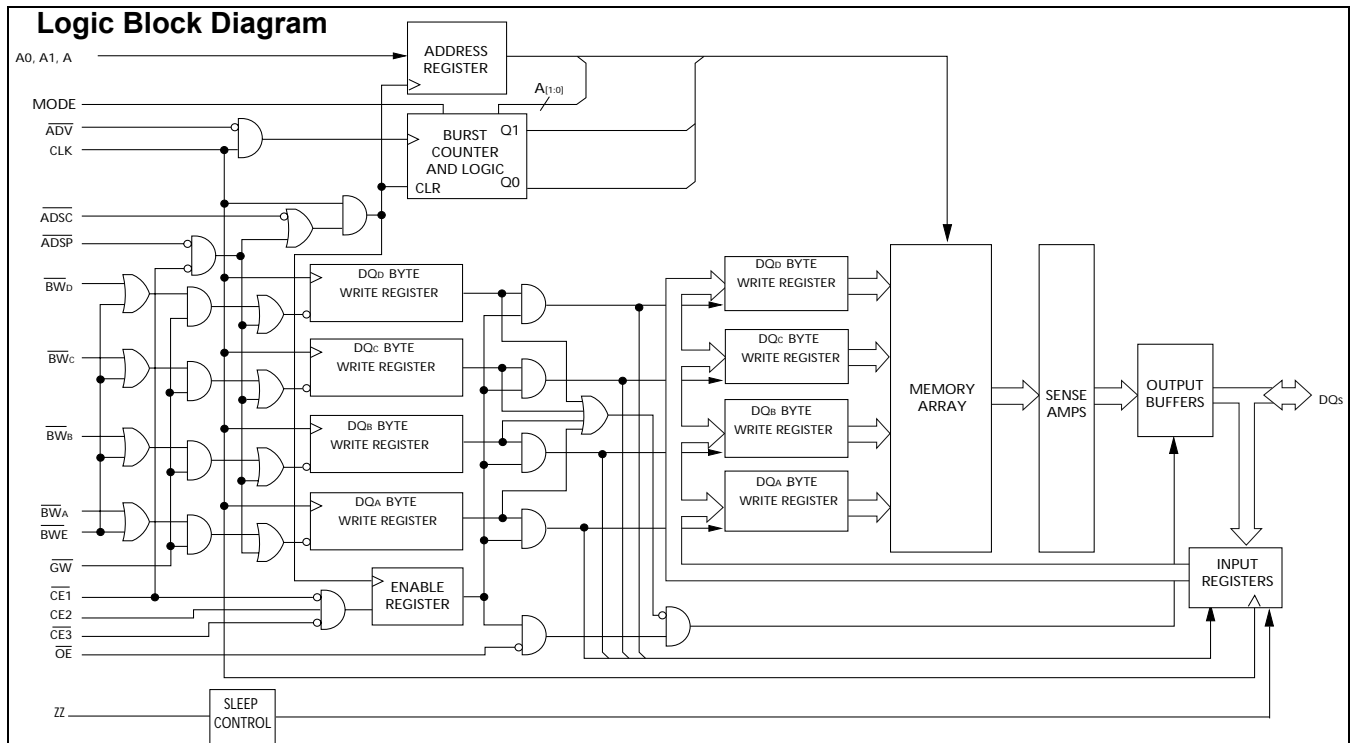 Logic Block Diagram
A0, A1, A
ADDRESS
REGISTER
MODE
A[1:0]
ADV
CLK
BURST
COUNTER
AND LOGIC
CLR
Q1
Q0
ADSC
ADSP
BWD
DQD BYTE
WRITE REGISTER
DQD BYTE
WRITE REGISTER
BWC
DQC BYTE
WRITE REGISTER
DQC BYTE
WRITE REGISTER
BWB
DQB BYTE
WRITE REGISTER
DQB BYTE
WRITE REGISTER
BWA
BWE
DQA BYTE
WRITE REGISTER
DQA BYTE
WRITE REGISTER
MEMORY
ARRAY
SENSE
AMPS
OUTPUT
BUFFERS
DQs
GW
CE1
CE2
CE3
OE
ENABLE
REGISTER
INPUT
REGISTERS
ZZ
SLEEP
CONTROL